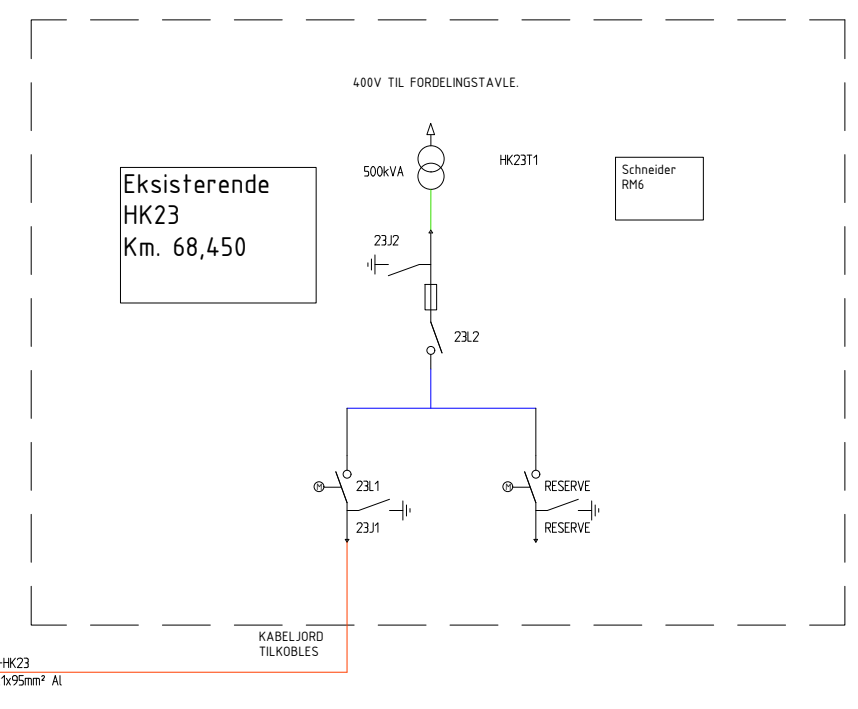 400V TIL FORDELINGSTAVLE.
500kVA
HK23T1
Schneider
RM6
Eksisterende
HK23
Km. 68,450
23J2
23L2
M
23L1
23J1
M
RESERVE
RESERVE
KABELJORD
TILKOBLES
-HK23
1x95mm² Al